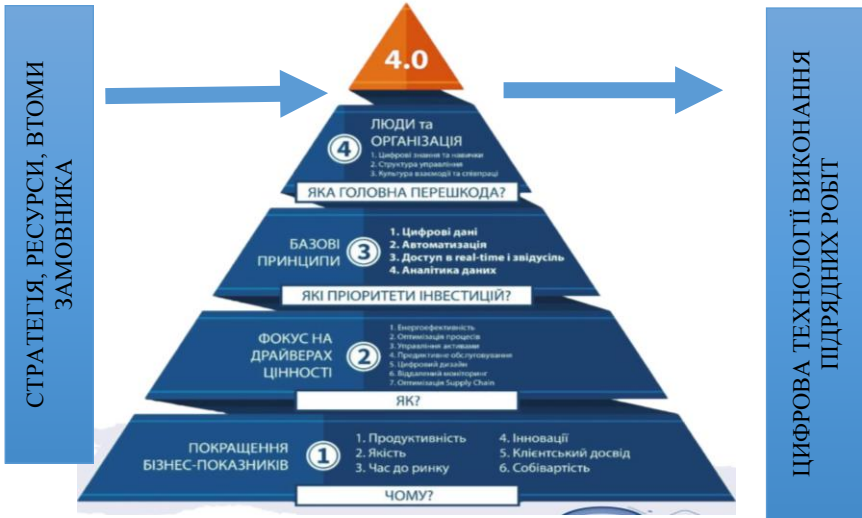 СТРАТЕГІЯ, РЕСУРСИ, ВТОМИ
ЗАМОВНИКА
4.0
4
ЛЮДИ та
ОРГАНІЗАЦІЯ
1. Цифрові знання та навички
2. Структура управління
3. Культура взаємодії та співпраці
ЯКА ГОЛОВНА ПЕРЕШКОДА?
БАЗОВІ
ПРИНЦИПИ
3
1. Цифрові дані
2. Автоматизація
3. Доступ в real-time і звідусіль
4. Аналітика даних
ЯКІ ПРІОРИТЕТИ ІНВЕСТИЦІЙ?
ФОКУС НА
ДРАЙВЕРАХ
ЦІННОСТІ
2
1. Енергоефективність
2. Оптимізація процесів
3. Управління активами
4. Предиктивне обслуговування
5. Цифровий дизайн
6. Віддалений моніторинг
7. Оптимізація Supply Chain
ЯК?
ПОКРАЩЕННЯ
БІЗНЕС-ПОКАЗНИКІВ
1
1. Продуктивність
2. Якість
3. Час до ринку
4. Інновації
5. Клієнтський досвід
6. Собівартість
ЧОМУ?
ЦИФРОВА ТЕХНОЛОГІЇ ВИКОНАННЯ
ПІДРЯДНИХ РОБІТ